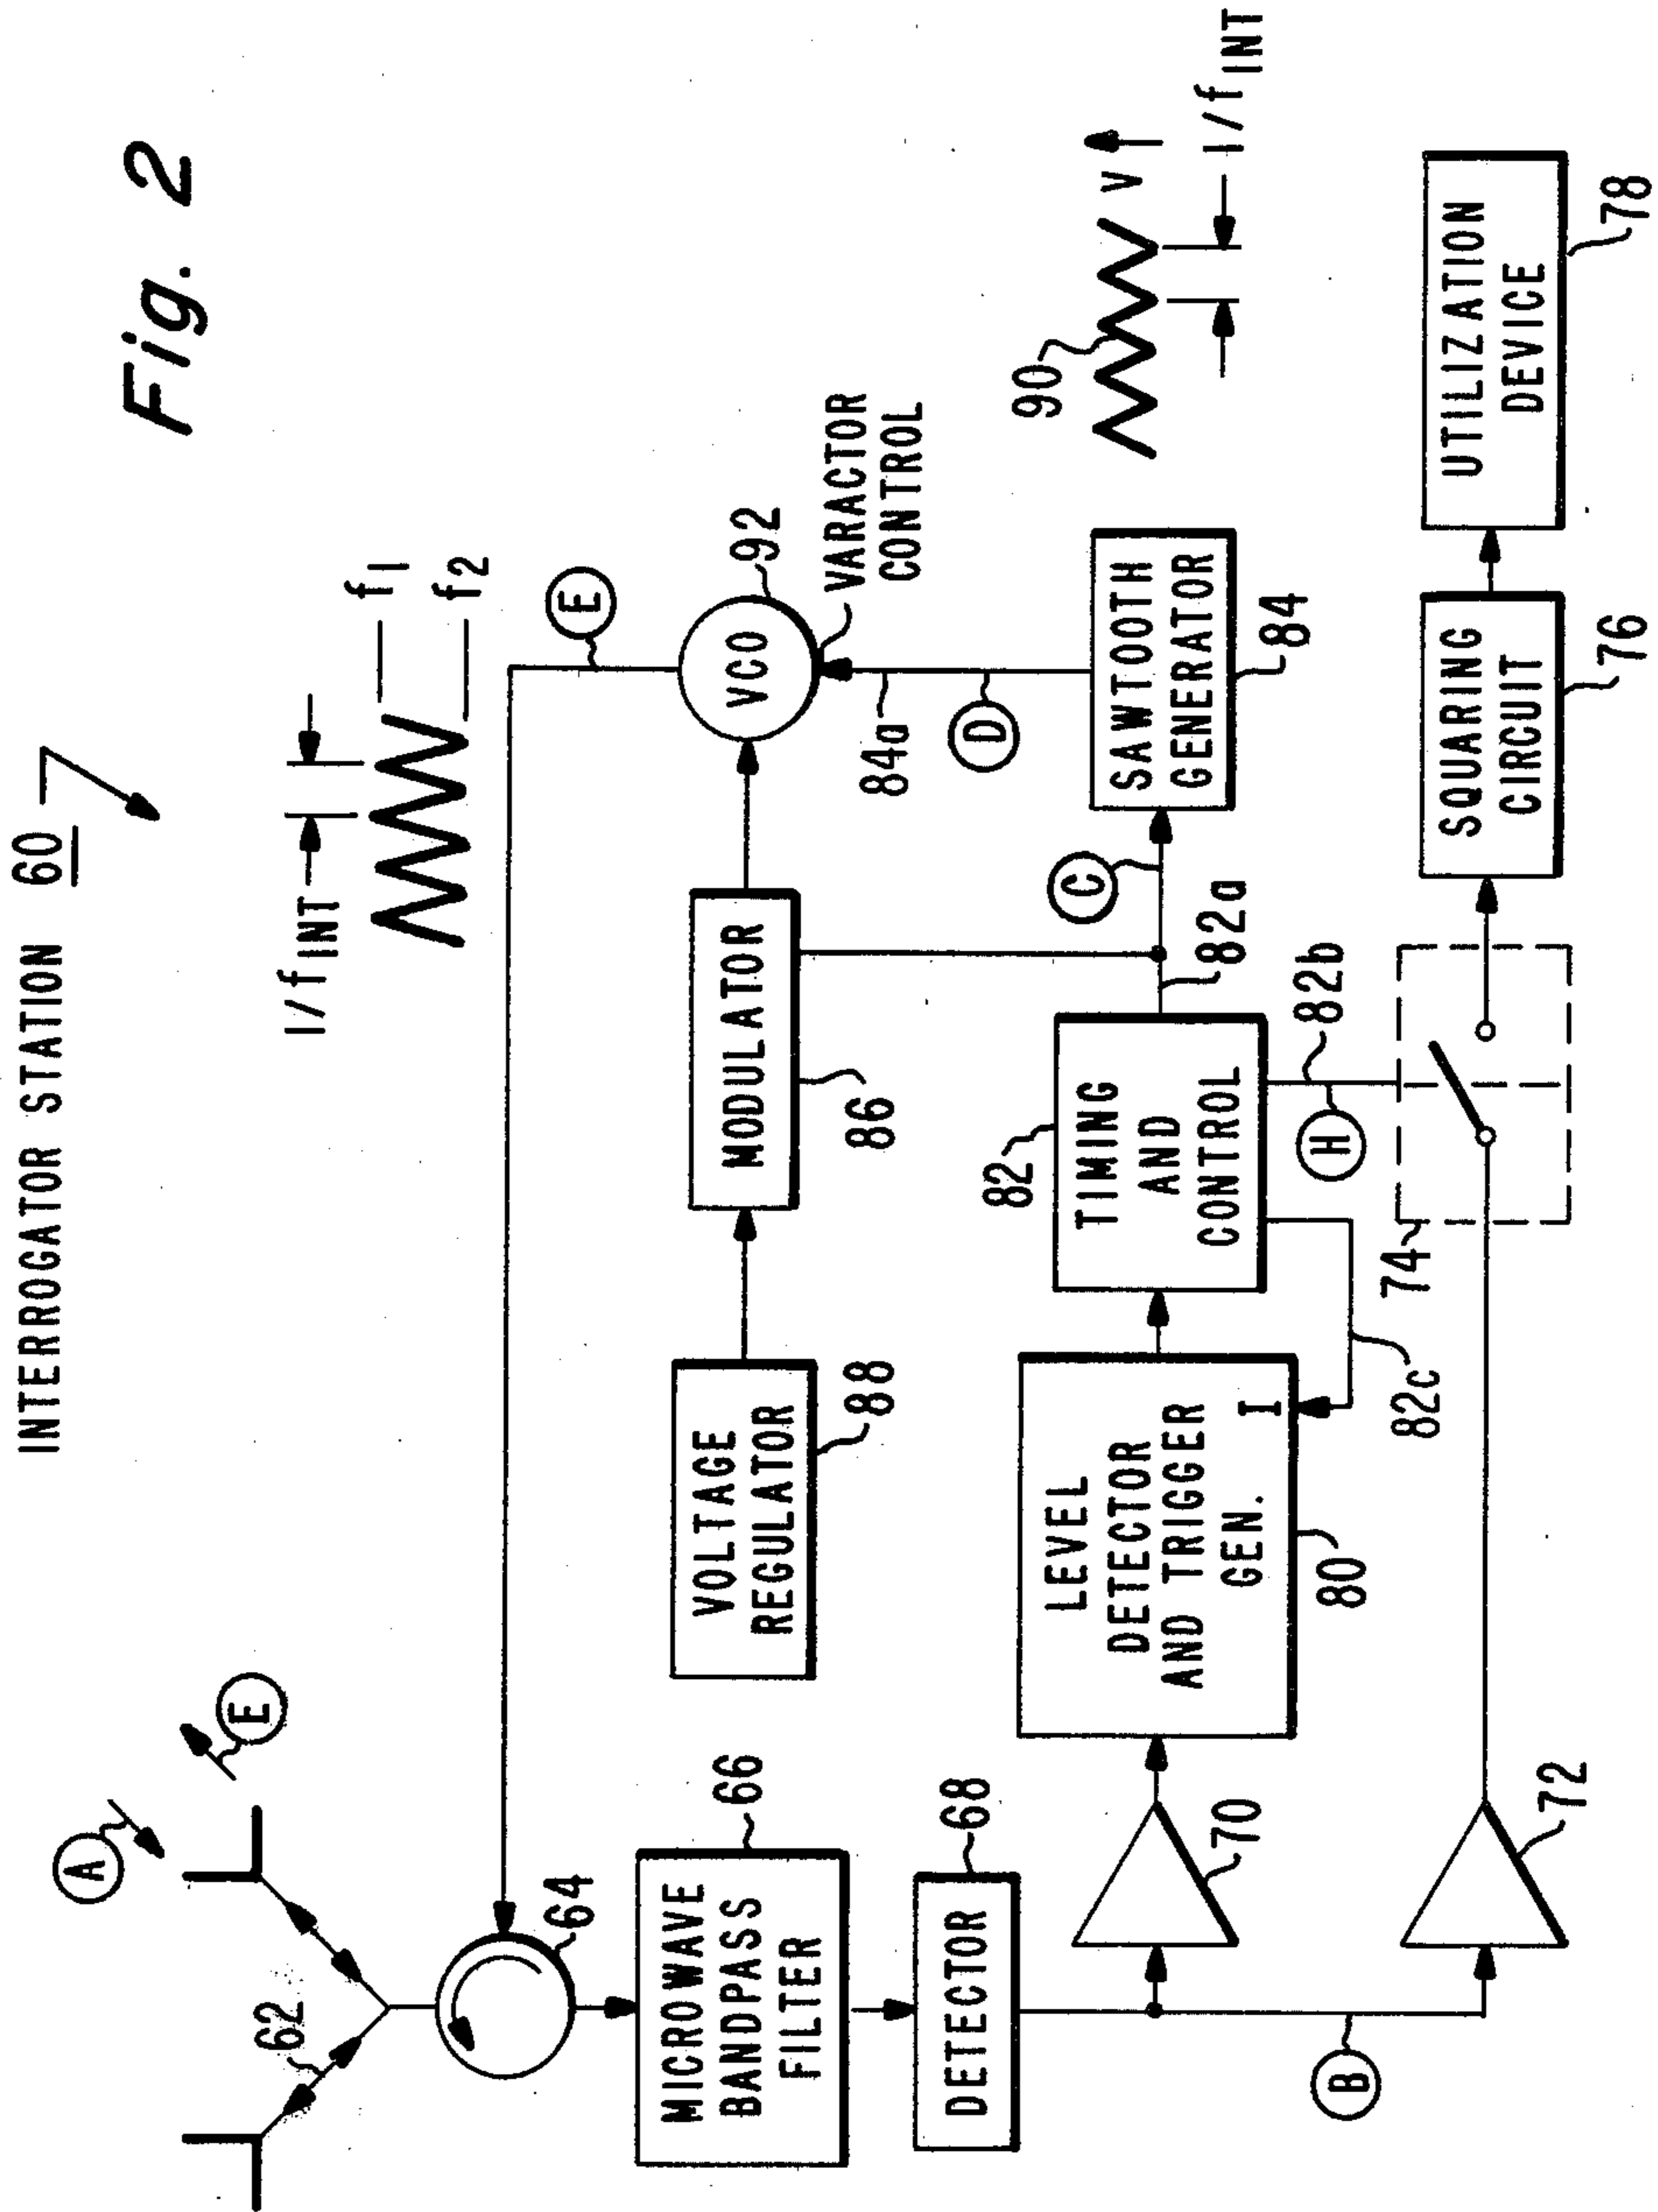 INTERROGATOR STATION 60
Fig. 2
A
E
62
64
1/fINT
f1
f2
E
MICROWAVE
BANDPASS
FILTER
66
VOLTAGE
REGULATOR
88
MODULATOR
86
VCO
92
VARACTOR
CONTROL
84a
D
DETECTOR
68
B
70
LEVEL
DETECTOR
AND TRIGGER
GEN.
I
80
82
TIMING
AND
CONTROL
82a
C
SAWTOOTH
GENERATOR
84
90
V
1/fINT
82c
82b
H
72
74
SQUARING
CIRCUIT
76
UTILIZATION
DEVICE
78